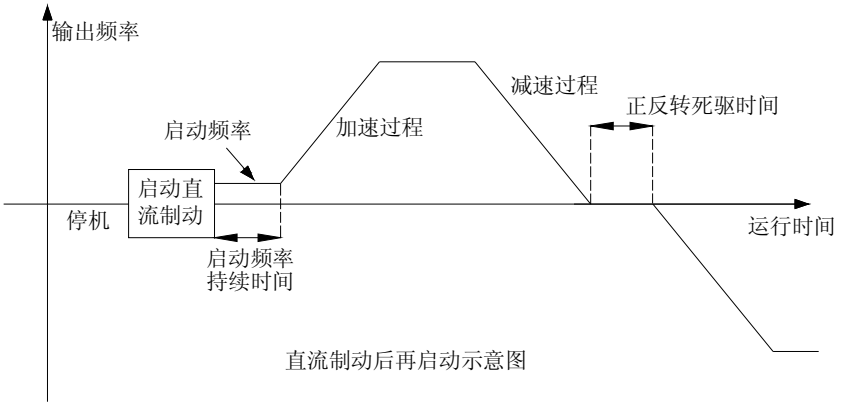 输出频率
减速过程
正反转死驱时间
启动频率
加速过程
启动直
流制动
停机
运行时间
启动频率
持续时间
直流制动后再启动示意图